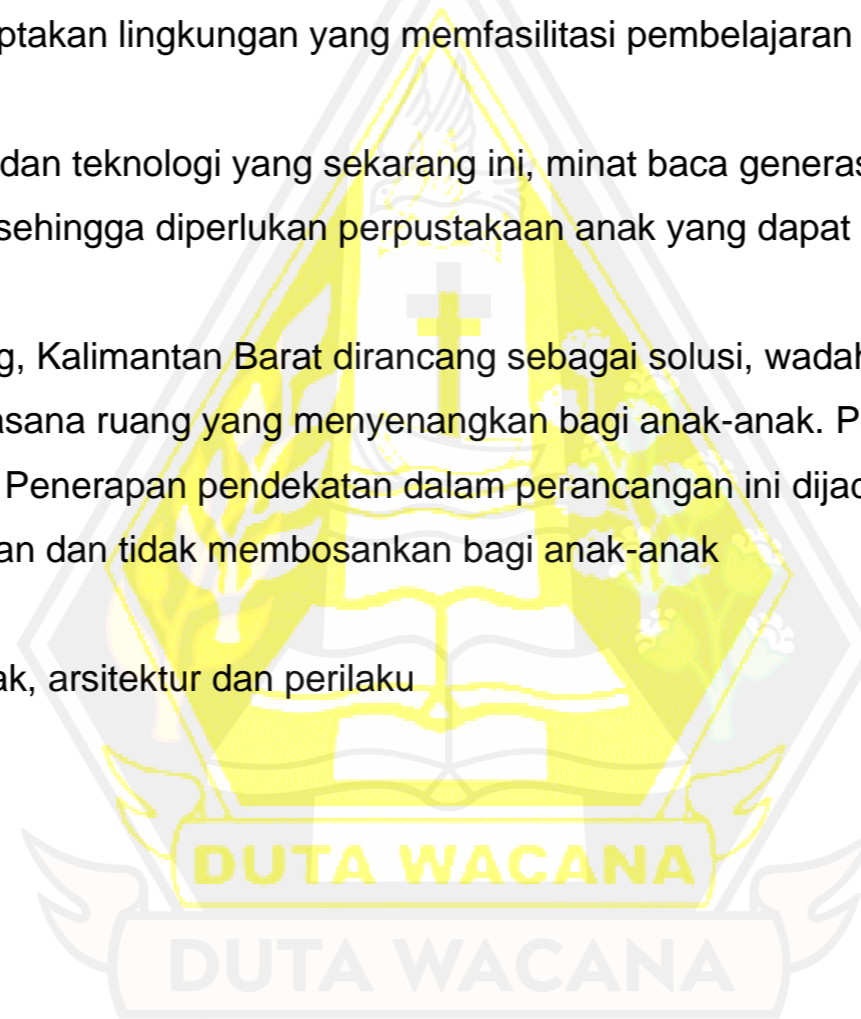 ptakan lingkungan yang memfasilitasi pembelajaran
dan teknologi yang sekarang ini, minat baca generas
sehingga diperlukan perpustakaan anak yang dapat
g, Kalimantan Barat dirancang sebagai solusi, wadah
asana ruang yang menyenangkan bagi anak-anak. P
Penerapan pendekatan dalam perancangan ini dijad
an dan tidak membosankan bagi anak-anak
ak, arsitektur dan perilaku
DUTA WACANA
DUTA WACANA